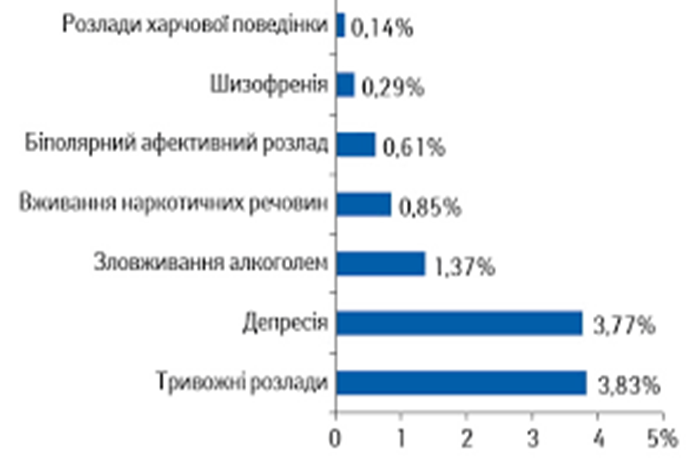 Розлади харчової поведінки 0,14%
Шизофренія 0,29%
Біполярний афективний розлад 0,61%
Вживання наркотичних речовин 0,85%
Зловживання алкоголем 1,37%
Депресія 3,77%
Тривожні розлади 3,83%
0 1 2 3 4 5%